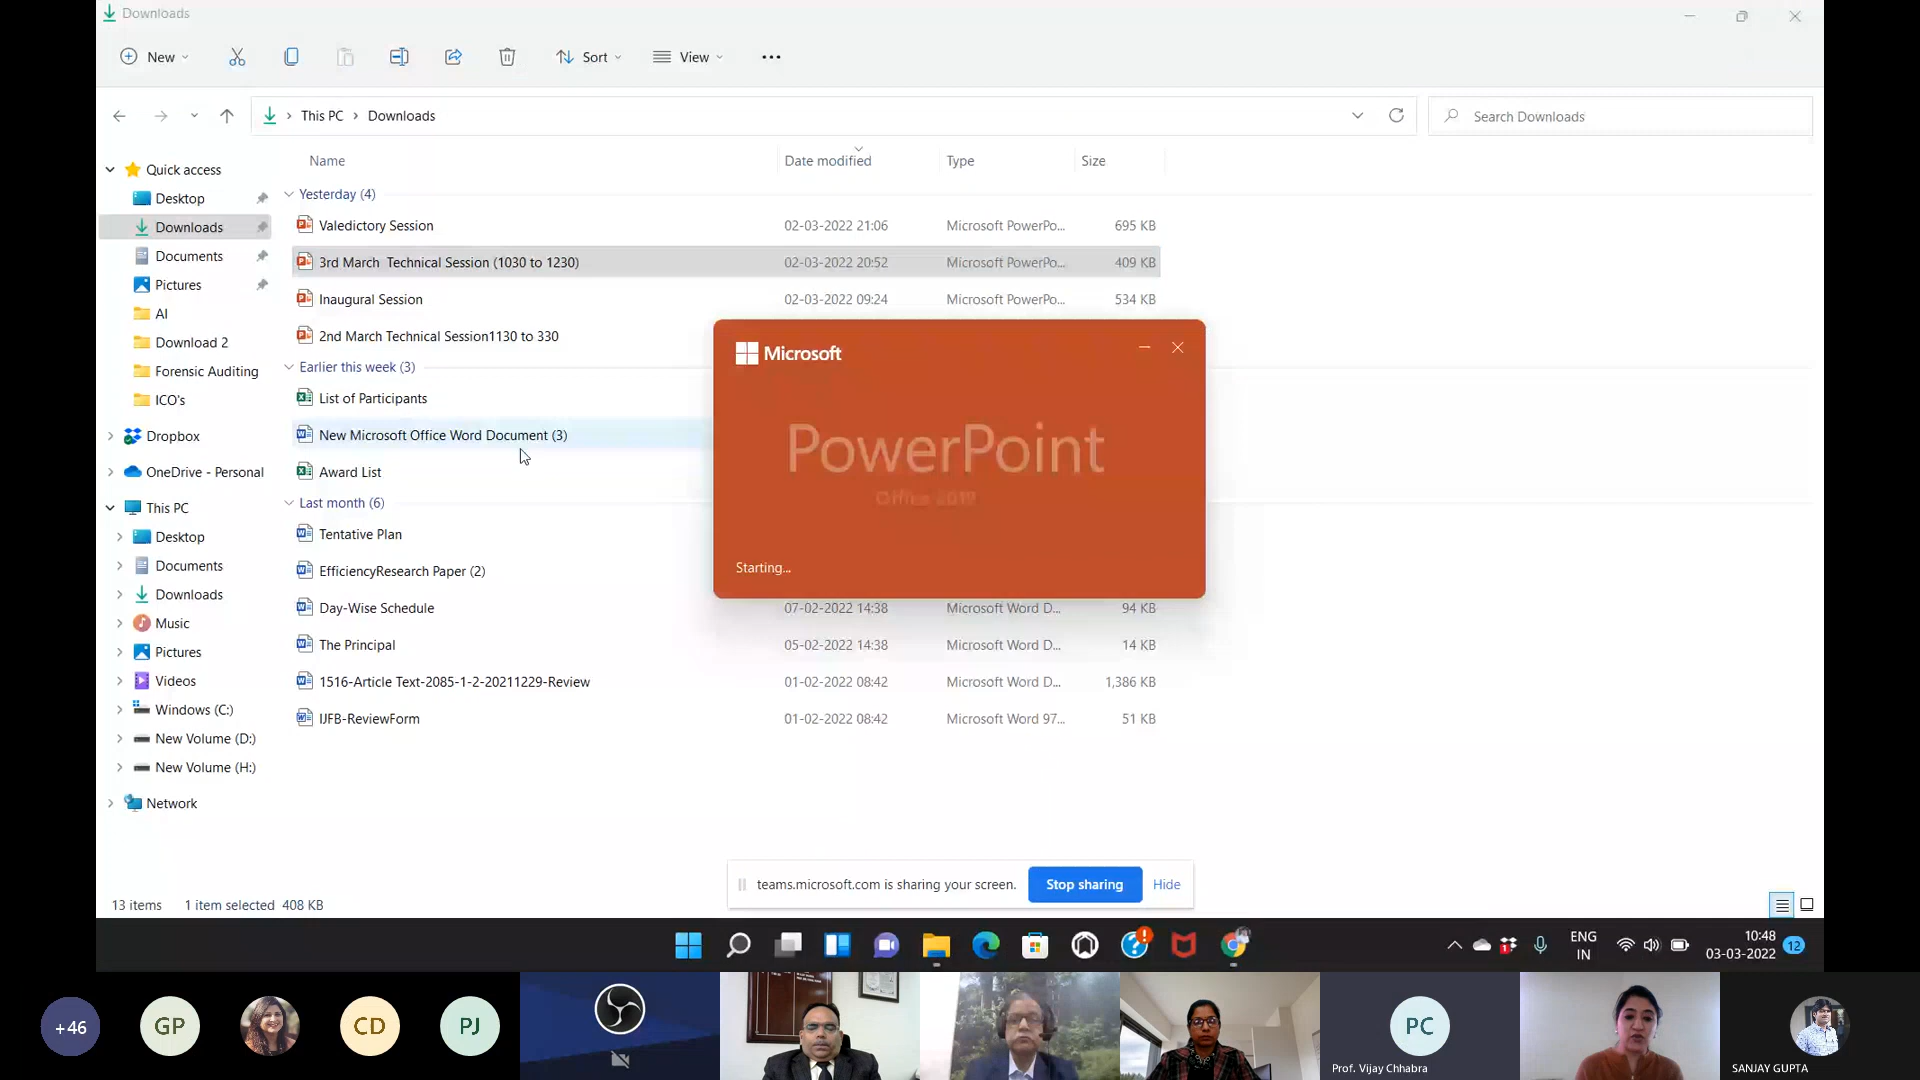 Downloads
New
Sort
View
This PC
Downloads
Search Downloads
Name
Date modified
Type
Size
Quick access
Desktop
Downloads
Documents
Pictures
AI
Download 2
Forensic Auditing
ICO's
Dropbox
OneDrive - Personal
This PC
Desktop
Documents
Downloads
Music
Pictures
Videos
Windows (C:)
New Volume (D:)
New Volume (H:)
Network
Yesterday (4)
Valedictory Session 02-03-2022 21:06 Microsoft PowerPo... 695 KB
3rd March Technical Session (1030 to 1230) 02-03-2022 20:52 Microsoft PowerPo... 409 KB
Inaugural Session 02-03-2022 09:24 Microsoft PowerPo... 534 KB
2nd March Technical Session1130 to 330
Earlier this week (3)
List of Participants
New Microsoft Office Word Document (3)
Award List
Last month (6)
Tentative Plan
EfficiencyResearch Paper (2)
Day-Wise Schedule 07-02-2022 14:38 Microsoft Word D... 94 KB
The Principal 05-02-2022 14:38 Microsoft Word D... 14 KB
1516-Article Text-2085-1-2-20211229-Review 01-02-2022 08:42 Microsoft Word D... 1,386 KB
IJFB-ReviewForm 01-02-2022 08:42 Microsoft Word 97... 51 KB
Microsoft
PowerPoint
Office 2019
Starting...
teams.microsoft.com is sharing your screen.
Stop sharing
Hide
13 items 1 item selected 408 KB
ENG
IN
10:48
03-03-2022
12
+46
GP
CD
PJ
PC
Prof. Vijay Chhabra
SANJAY GUPTA